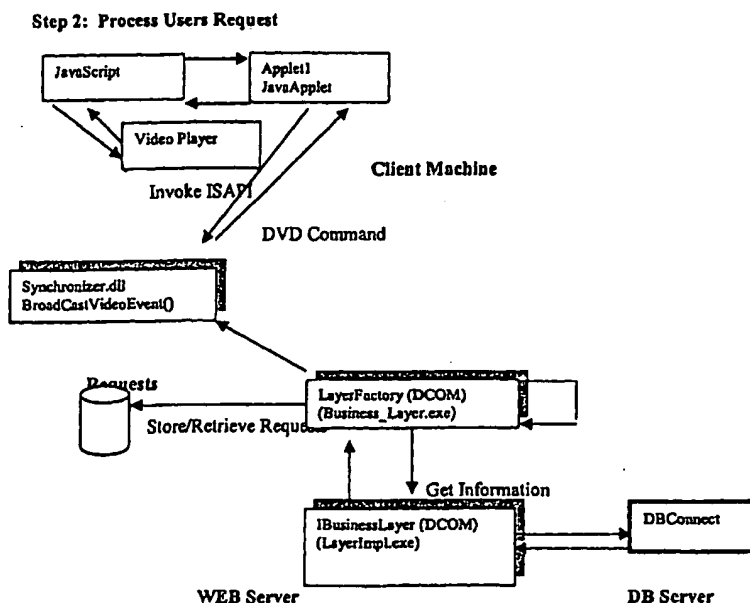 Step 2: Process Users Request
JavaScript
Applet1
JavaApplet
Video Player
Client Machine
Invoke ISAPI
DVD Command
Synchronizer.dll
BroadCastVideoEvent()
Requests
LayerFactory (DCOM)
(Business_Layer.exe)
Store/Retrieve Requests
Get Information
IBusinessLayer (DCOM)
(LayerImpl.exe)
DBConnect
WEB Server
DB Server